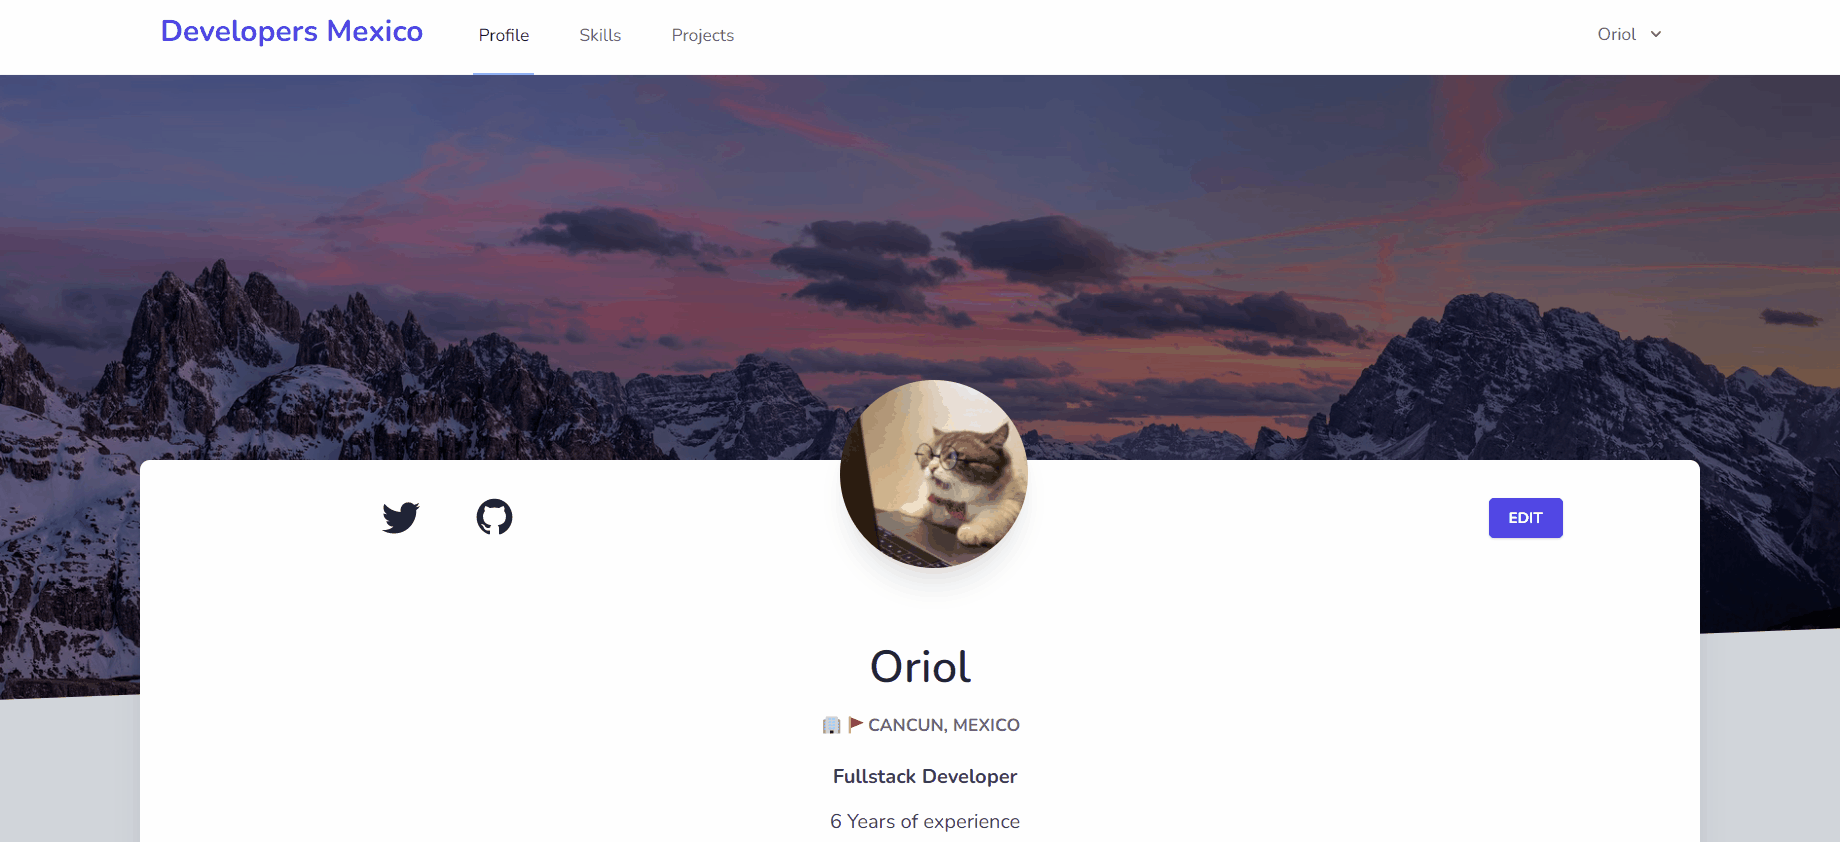 Developers Mexico
Profile
Skills
Projects
Oriol
EDIT
Oriol
CANCUN, MEXICO
Fullstack Developer
6 Years of experience